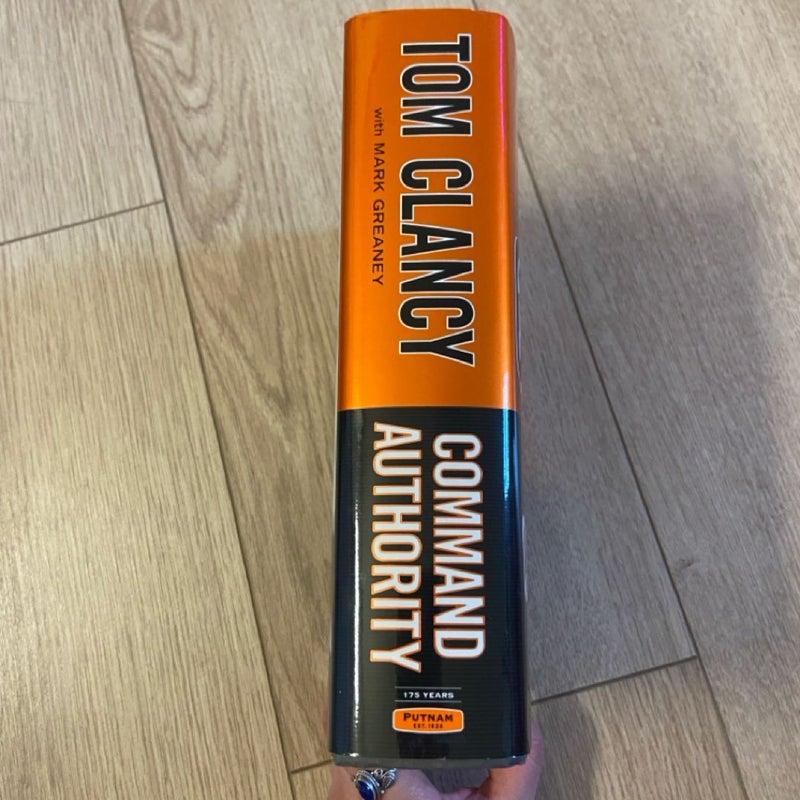 TOM CLANCY
with MARK GREANEY
COMMAND
AUTHORITY
175 YEARS
PUTNAM
EST. 1838